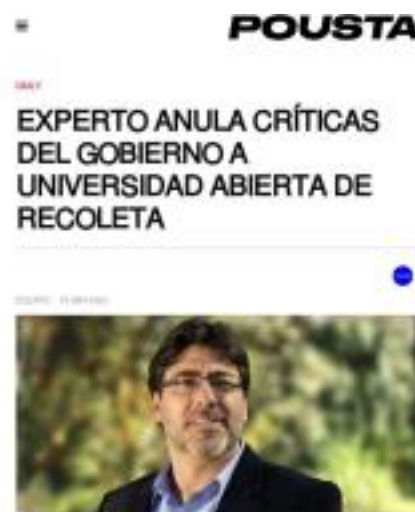 POUSTA
EXPERTO ANULA CRÍTICAS
DEL GOBIERNO A
UNIVERSIDAD ABIERTA DE
RECOLETA